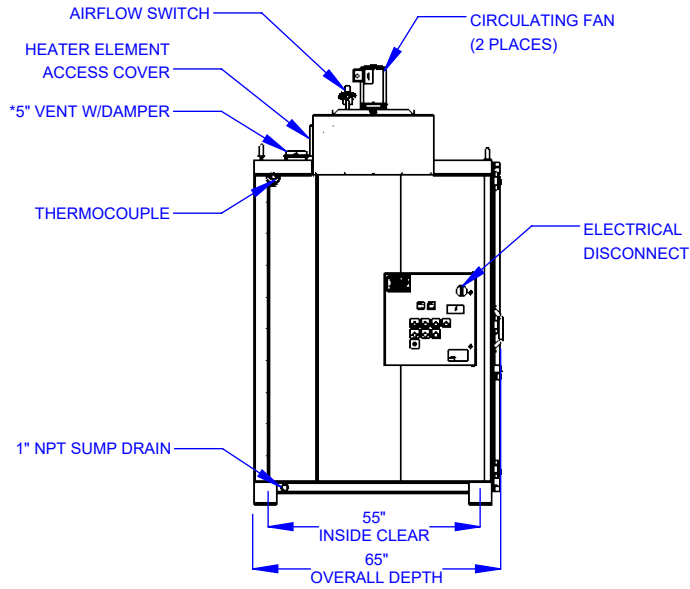 AIRFLOW SWITCH
CIRCULATING FAN
(2 PLACES)
HEATER ELEMENT
ACCESS COVER
*5" VENT W/DAMPER
THERMOCOUPLE
ELECTRICAL
DISCONNECT
1" NPT SUMP DRAIN
55"
INSIDE CLEAR
65"
OVERALL DEPTH